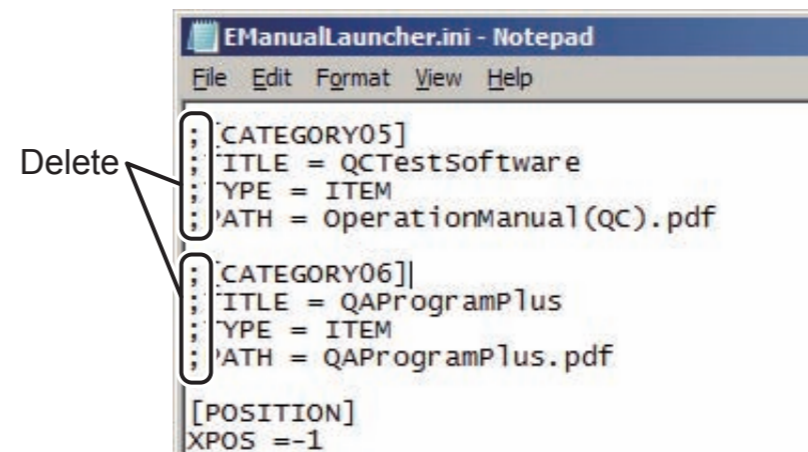 EManualLauncher.ini - Notepad
File Edit Format View Help
Delete
; [CATEGORY05]
; TITLE = QCTestSoftware
; TYPE = ITEM
; PATH = OperationManual(QC).pdf
; [CATEGORY06]
; TITLE = QAProgramPlus
; TYPE = ITEM
; PATH = QAProgramPlus.pdf
[POSITION]
XPOS =-1